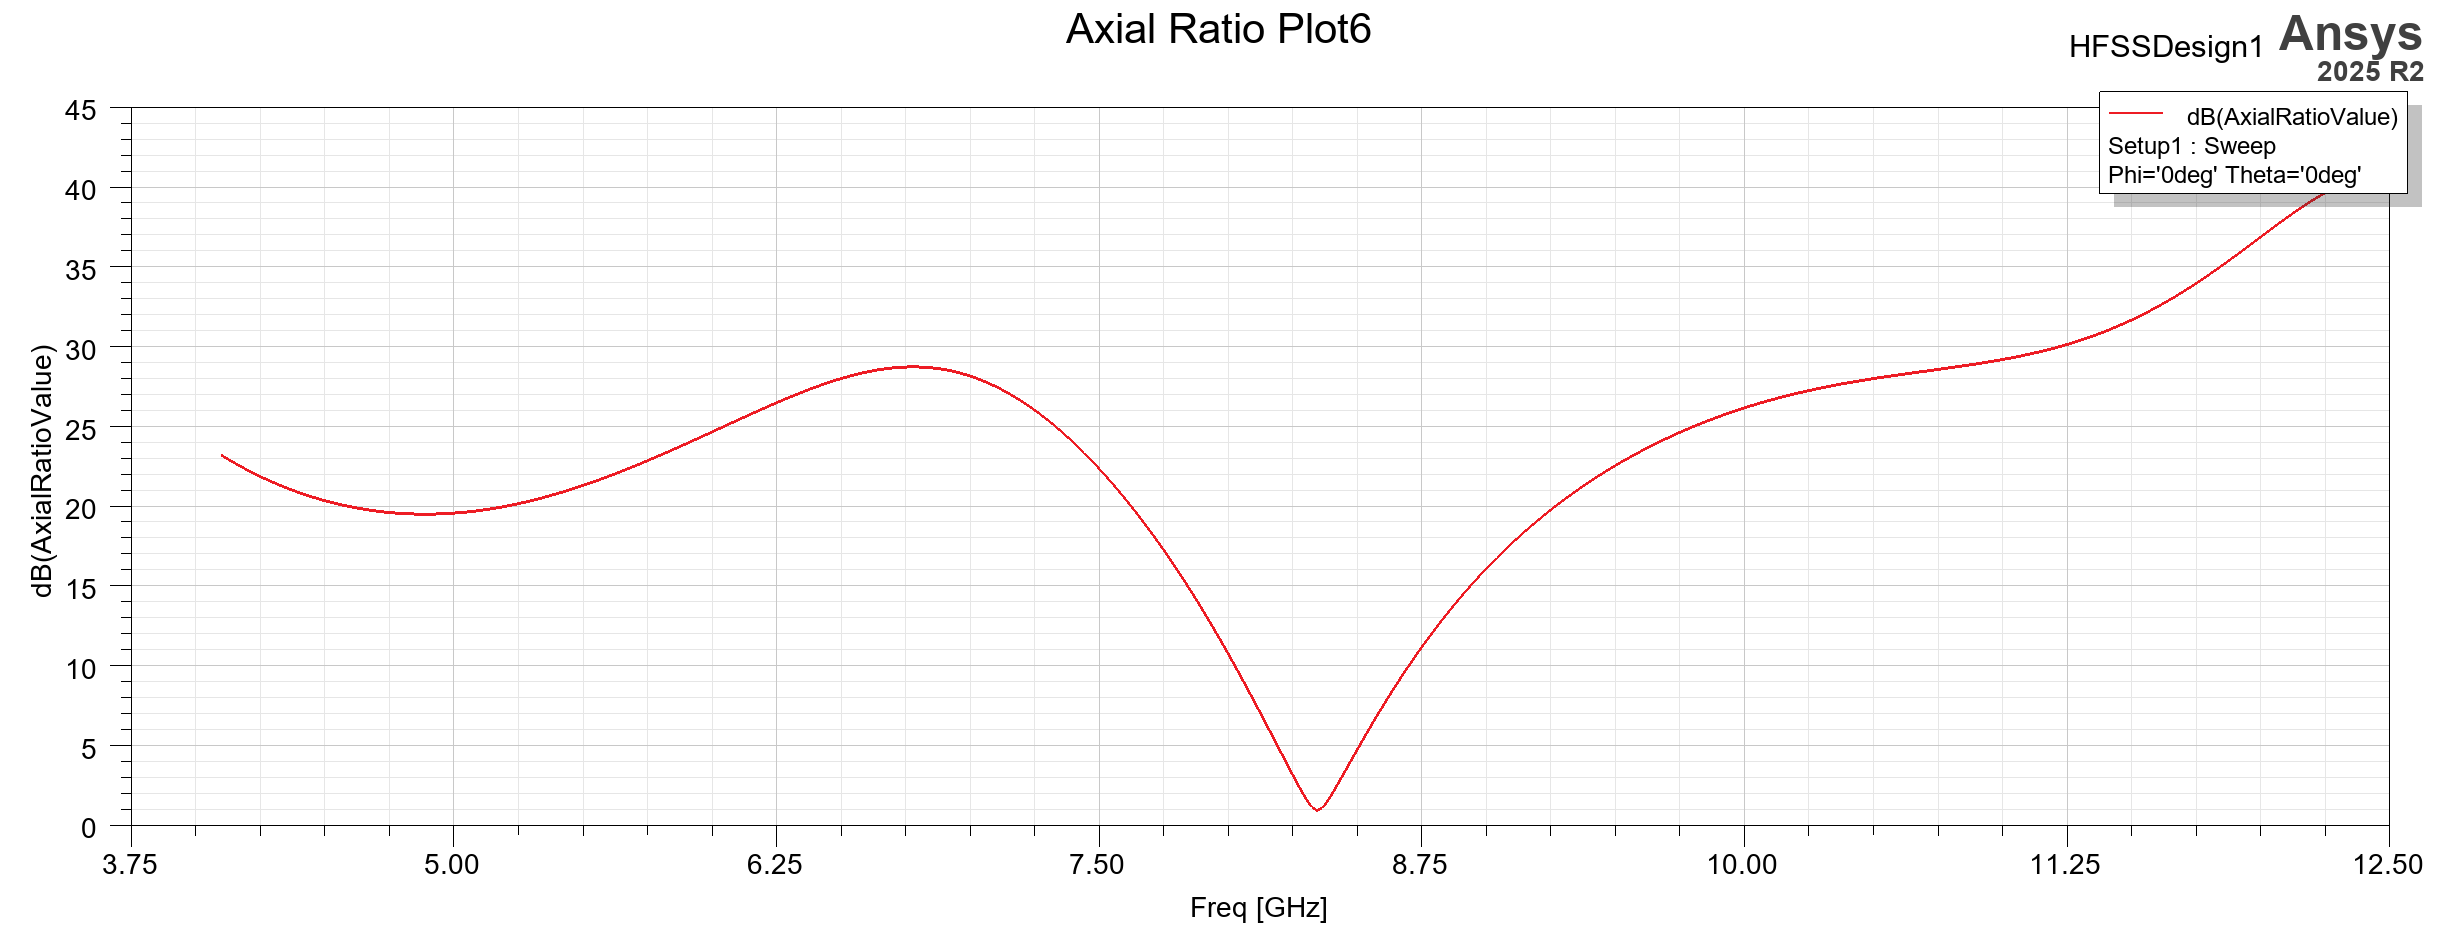 Axial Ratio Plot6
HFSSDesign1
Ansys
2025 R2
dB(AxialRatioValue)
Setup1 : Sweep
Phi='0deg' Theta='0deg'
45
40
35
30
25
20
15
10
5
0
dB(AxialRatioValue)
3.75
5.00
6.25
7.50
8.75
10.00
11.25
12.50
Freq [GHz]